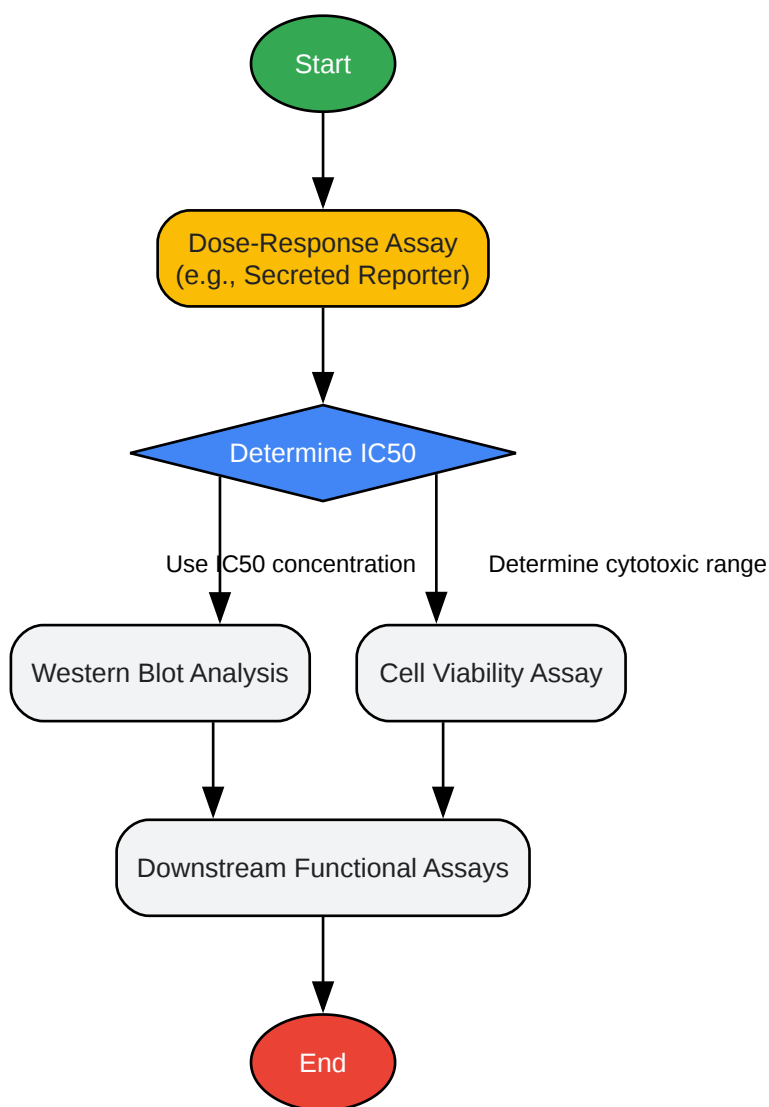 Start
Dose-Response Assay
(e.g., Secreted Reporter)
Determine IC50
Use IC50 concentration
Determine cytotoxic range
Western Blot Analysis
Cell Viability Assay
Downstream Functional Assays
End